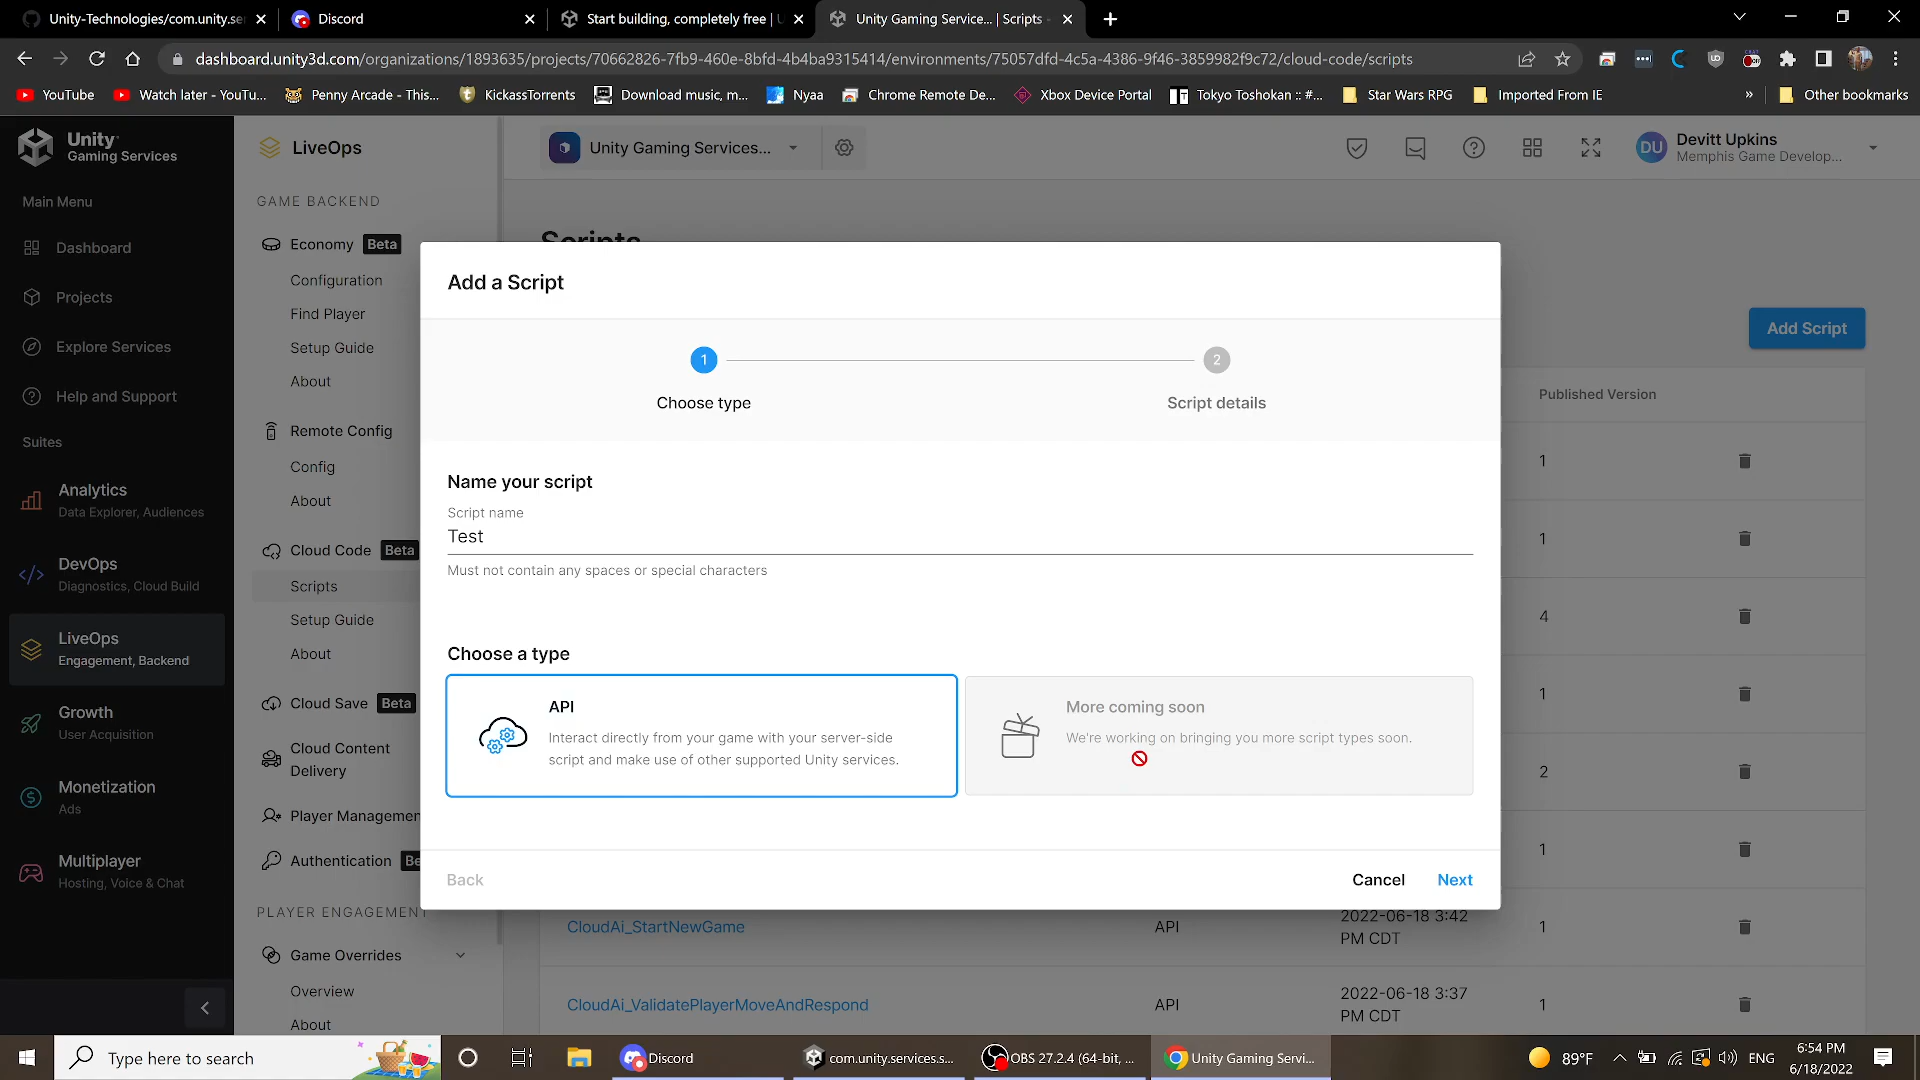 Unity-Technologies/com.unity.se
Discord
Start building, completely free |
Unity Gaming Service... | Scripts
dashboard.unity3d.com/organizations/1893635/projects/70662826-7fb9-460e-8bfd-4b4ba9315414/environments/75057dfd-4c5a-4386-9f46-3859982f9c72/cloud-code/scripts
YouTube
Watch later - YouTu...
Penny Arcade - This...
KickassTorrents
Download music, m...
Nyaa
Chrome Remote De...
Xbox Device Portal
Tokyo Toshokan :: #...
Star Wars RPG
Imported From IE
»
Other bookmarks
Unity
Gaming Services
Main Menu
Dashboard
Projects
Explore Services
Help and Support
Suites
Analytics
Data Explorer, Audiences
DevOps
Diagnostics, Cloud Build
LiveOps
Engagement, Backend
Growth
User Acquisition
Monetization
Ads
Multiplayer
Hosting, Voice & Chat
LiveOps
GAME BACKEND
Economy Beta
Configuration
Find Player
Setup Guide
About
Remote Config
Config
About
Cloud Code Beta
Scripts
Setup Guide
About
Cloud Save Beta
Cloud Content
Delivery
Player Managemen
Authentication Be
PLAYER ENGAGEMENT
Game Overrides
Overview
About
Unity Gaming Services...
DU
Devitt Upkins
Memphis Game Develop...
Scripts
Add Script
Published Version
1
1
4
1
2
1
CloudAi_StartNewGame
API
2022-06-18 3:42
PM CDT
1
CloudAi_ValidatePlayerMoveAndRespond
API
2022-06-18 3:37
PM CDT
1
Add a Script
1
2
Choose type
Script details
Name your script
Script name
Test
Must not contain any spaces or special characters
Choose a type
API
Interact directly from your game with your server-side
script and make use of other supported Unity services.
More coming soon
We're working on bringing you more script types soon.
Back
Cancel
Next
Type here to search
Discord
com.unity.services.s...
OBS 27.2.4 (64-bit, ...
Unity Gaming Servi...
89°F
ENG
6:54 PM
6/18/2022